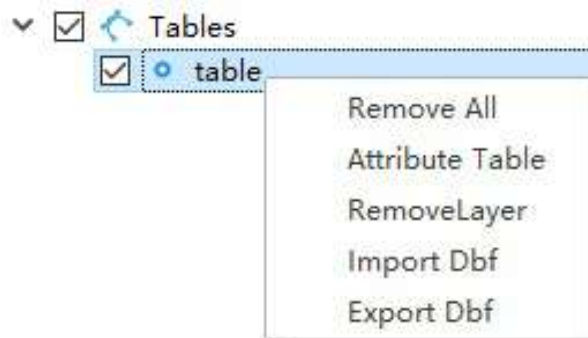 Tables
table
Remove All
Attribute Table
RemoveLayer
Import Dbf
Export Dbf